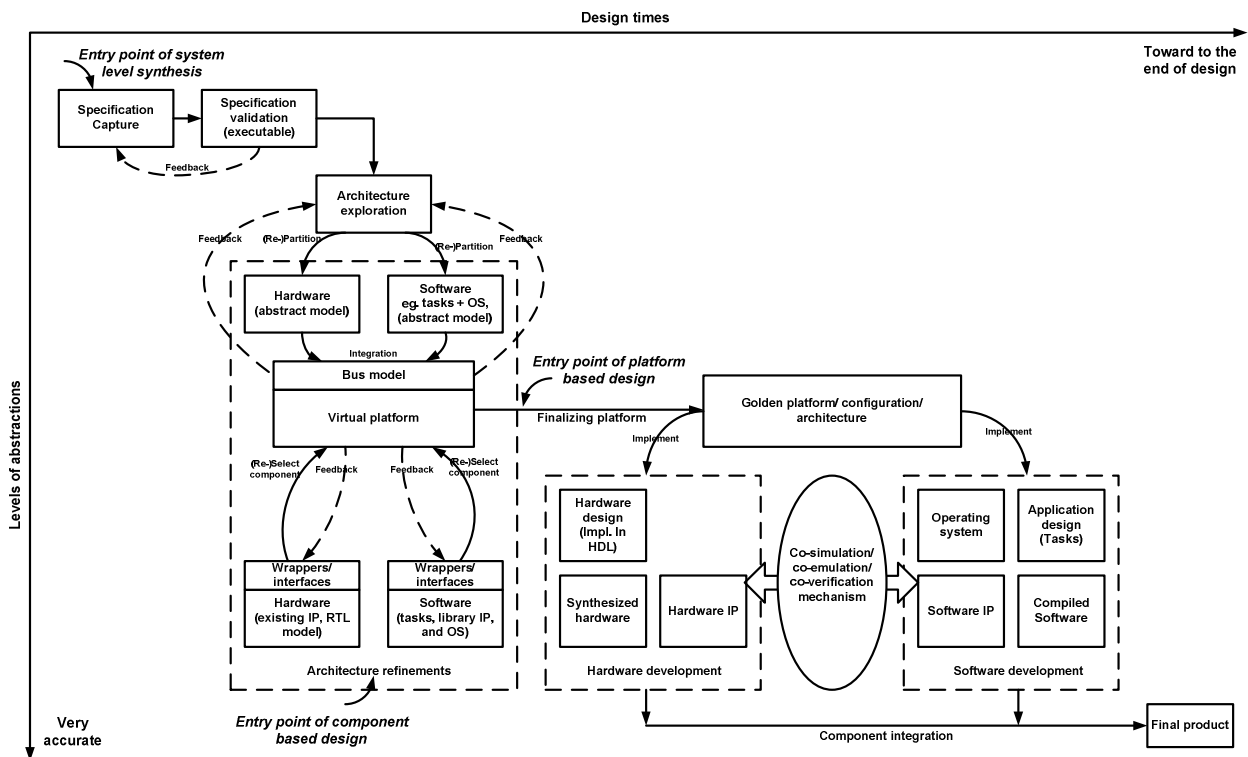 Design times
Toward to the
end of design
Entry point of system
level synthesis
Specification
Capture
Specification
validation
(executable)
Feedback
Architecture
exploration
Feedback
(Re-)Partition
(Re-)Partition
Feedback
Hardware
(abstract model)
Software
eg. tasks + OS,
(abstract model)
Integration
Bus model
Virtual platform
Entry point of platform
based design
Finalizing platform
Golden platform/ configuration/
architecture
Implement
Implement
(Re-)Select
component
Feedback
Feedback
(Re-)Select
component
Levels of abstractions
Wrappers/
interfaces
Hardware
(existing IP, RTL
model)
Wrappers/
interfaces
Software
(tasks, library IP,
and OS)
Architecture refinements
Entry point of component
based design
Hardware
design
(Impl. In
HDL)
Synthesized
hardware
Hardware IP
Hardware development
Co-simulation/
co-emulation/
co-verification
mechanism
Operating
system
Application
design
(Tasks)
Software IP
Compiled
Software
Software development
Component integration
Final product
Very
accurate